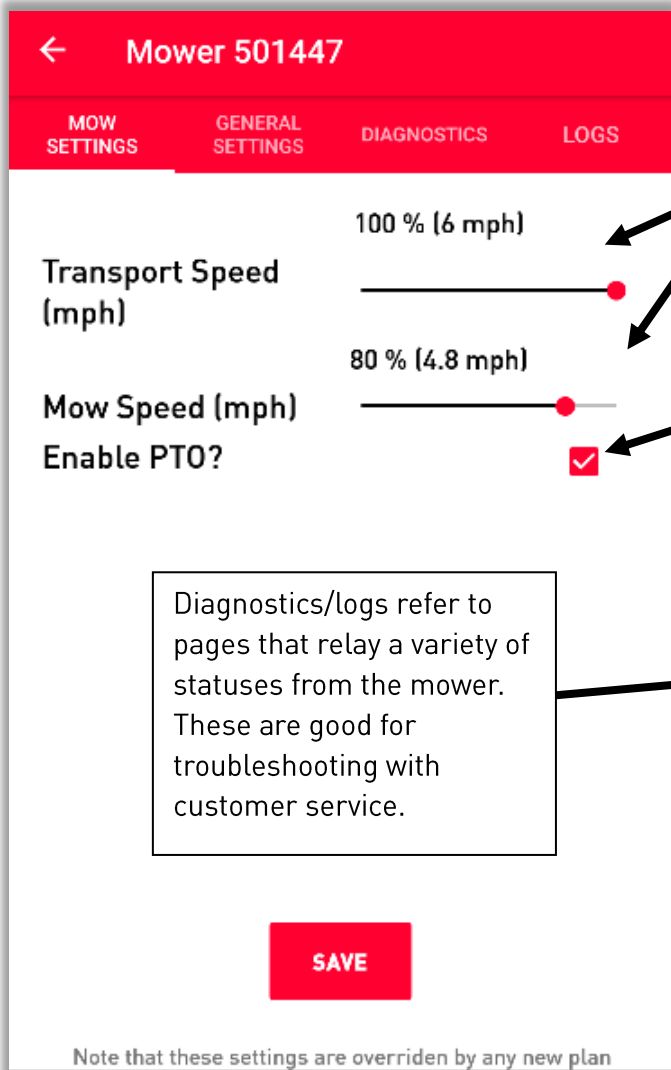 Mower 501447
MOW
SETTINGS
GENERAL
SETTINGS
DIAGNOSTICS
LOGS
100 % (6 mph)
Transport Speed
(mph)
80 % (4.8 mph)
Mow Speed (mph)
Enable PTO?
Diagnostics/logs refer to
pages that relay a variety of
statuses from the mower.
These are good for
troubleshooting with
customer service.
SAVE
Note that these settings are overriden by any new plan